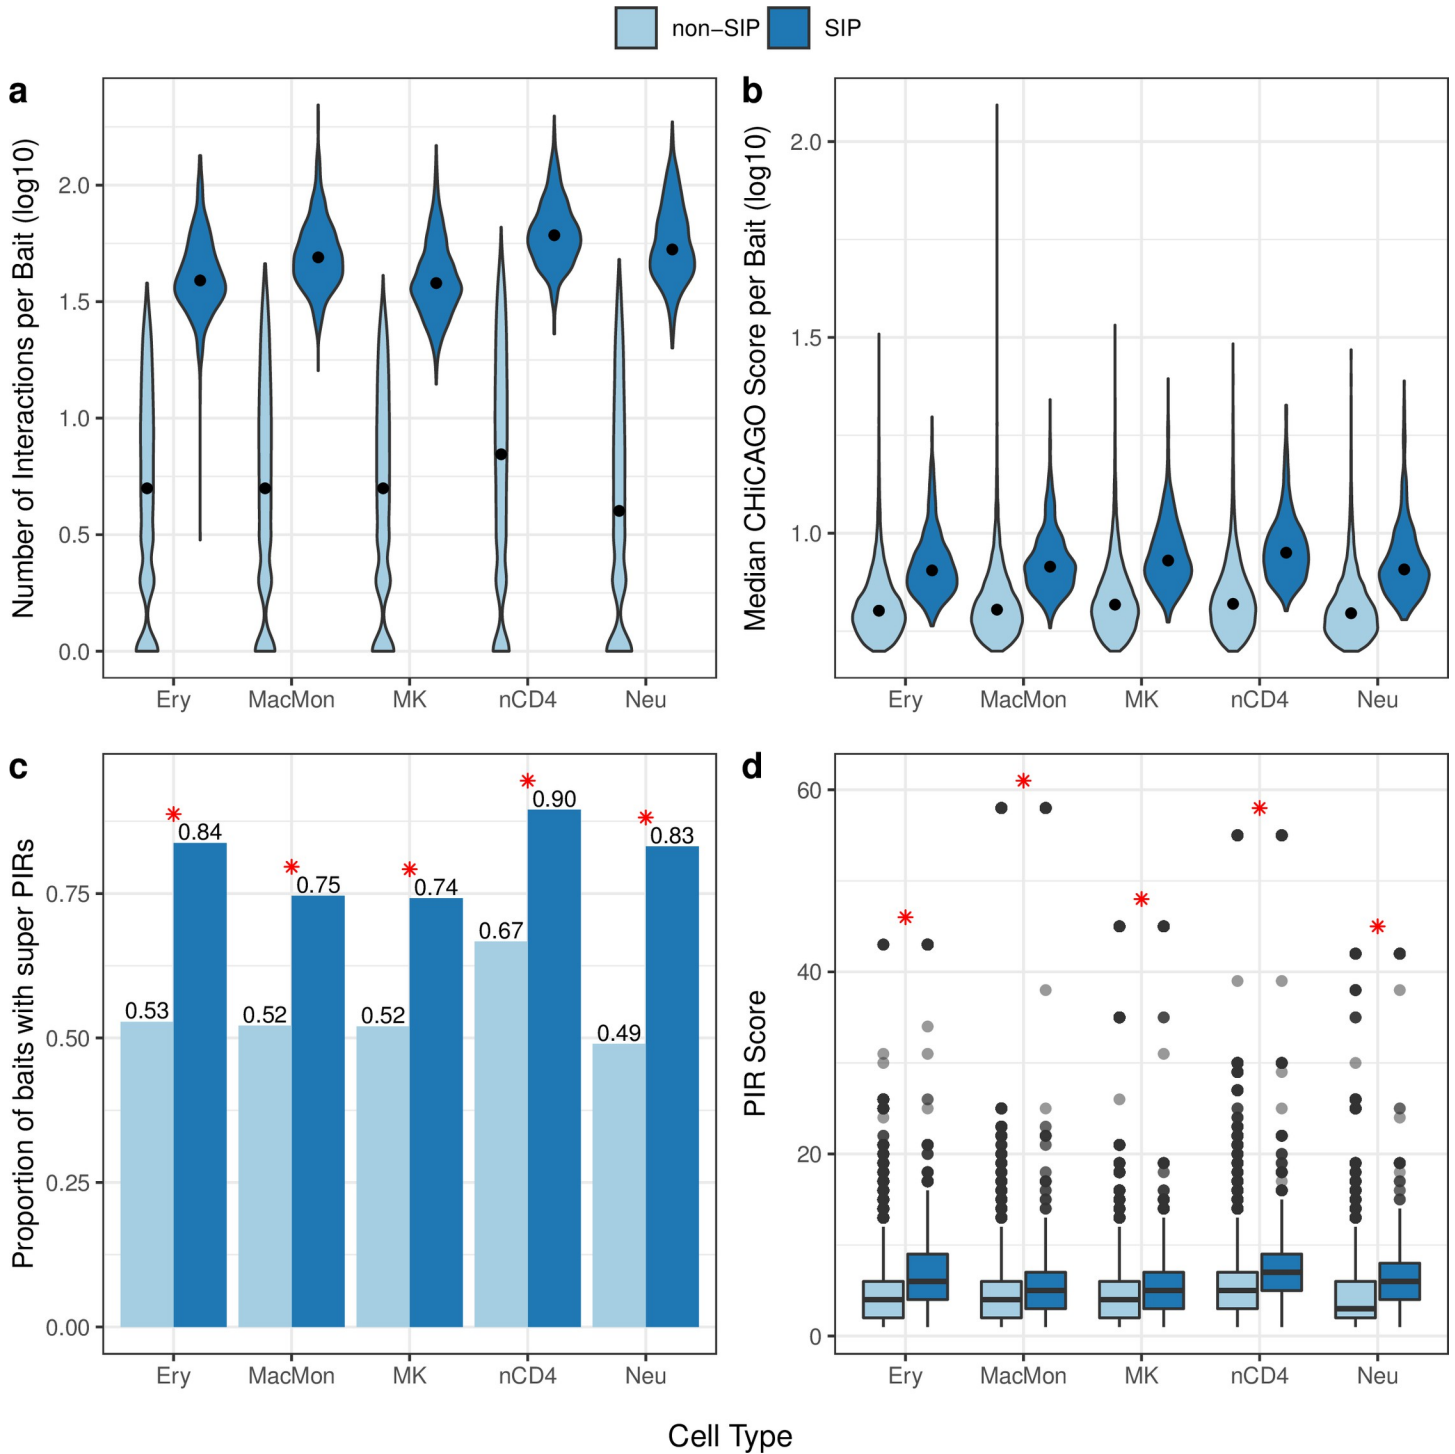 non−SIP SIP
a
Number of Interactions per Bait (log10)
2.0
1.5
1.0
0.5
0.0
Ery MacMon MK nCD4 Neu
b
Median CHiCAGO Score per Bait (log10)
2.0
1.5
1.0
Ery MacMon MK nCD4 Neu
c
Proportion of baits with super PIRs
0.75
0.50
0.25
0.00
* * * * *
0.53 0.84 0.52 0.75 0.52 0.74 0.67 0.90 0.49 0.83
Ery MacMon MK nCD4 Neu
d
PIR Score
60
40
20
0
* * * * *
Ery MacMon MK nCD4 Neu
Cell Type